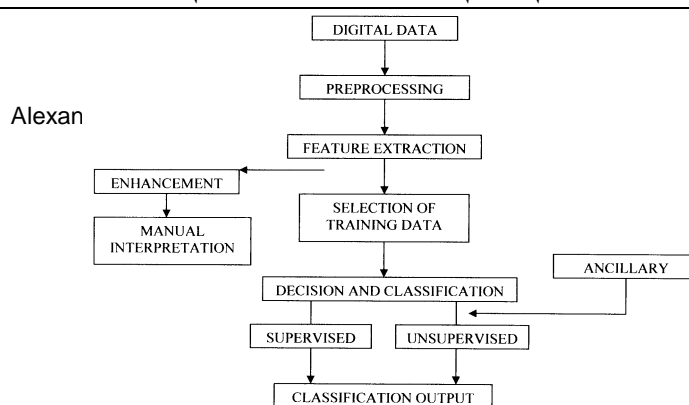 DIGITAL DATA
PREPROCESSING
Alexan
FEATURE EXTRACTION
ENHANCEMENT
SELECTION OF
TRAINING DATA
MANUAL
INTERPRETATION
ANCILLARY
DECISION AND CLASSIFICATION
SUPERVISED
UNSUPERVISED
CLASSIFICATION OUTPUT